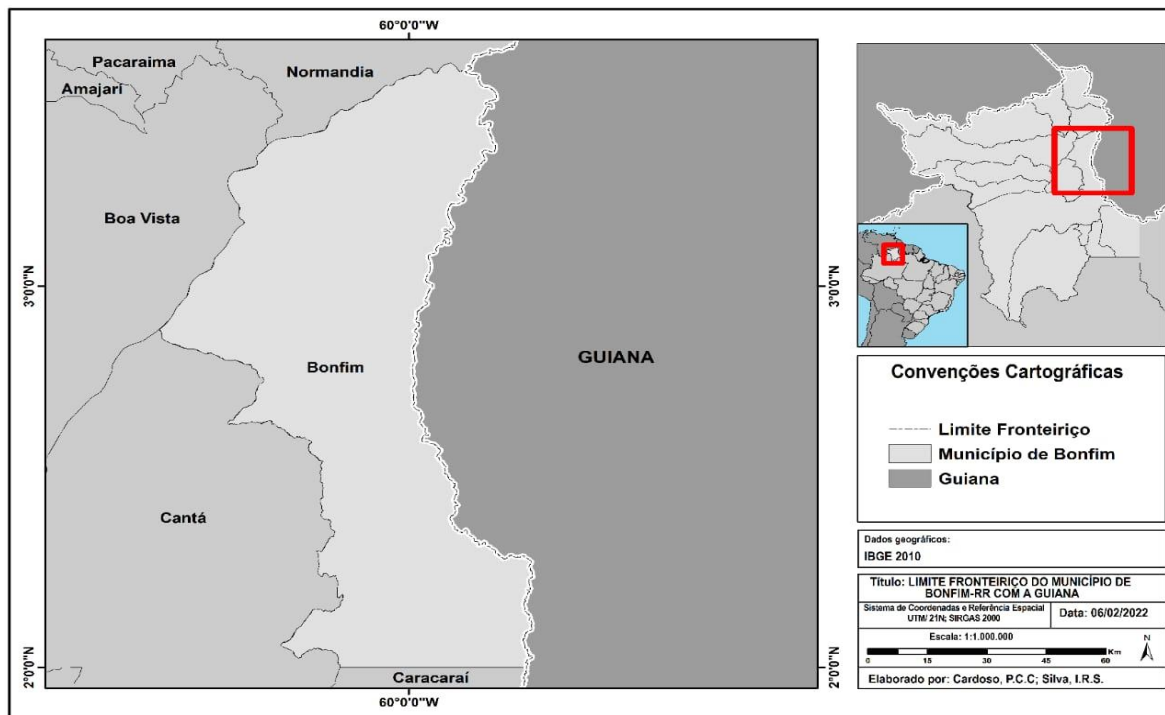 60°0'0"W
Pacaraima
Amajari
Normandia
Boa Vista
3°0'0"N
3°0'0"N
Bonfim
GUIANA
Cantá
2°0'0"N
2°0'0"N
Caracaraí
60°0'0"W
Convenções Cartográficas
Limite Fronteiriço
Município de Bonfim
Guiana
Dados geográficos:
IBGE 2010
Título: LIMITE FRONTEIRIÇO DO MUNICÍPIO DE
BONFIM-RR COM A GUIANA
Sistema de Coordenadas e Referência Espacial
UTM/ 21N; SIRGAS 2000
Data: 06/02/2022
Escala: 1:1.000.000
N
Km
0 15 30 45 60
Elaborado por: Cardoso, P.C.C; Silva, I.R.S.